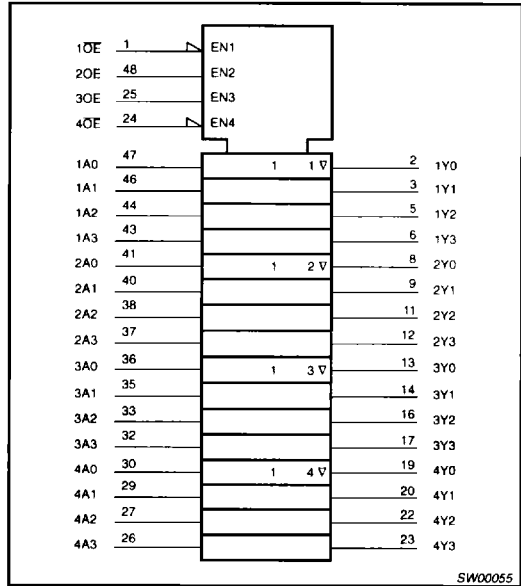 1O̅E̅ 1 EN1
2OE 48 EN2
3OE 25 EN3
4O̅E̅ 24 EN4
1A0 47 1 1 ∇ 2 1Y0
1A1 46 3 1Y1
1A2 44 5 1Y2
1A3 43 6 1Y3
2A0 41 1 2 ∇ 8 2Y0
2A1 40 9 2Y1
2A2 38 11 2Y2
2A3 37 12 2Y3
3A0 36 1 3 ∇ 13 3Y0
3A1 35 14 3Y1
3A2 33 16 3Y2
3A3 32 17 3Y3
4A0 30 1 4 ∇ 19 4Y0
4A1 29 20 4Y1
4A2 27 22 4Y2
4A3 26 23 4Y3
SW00055